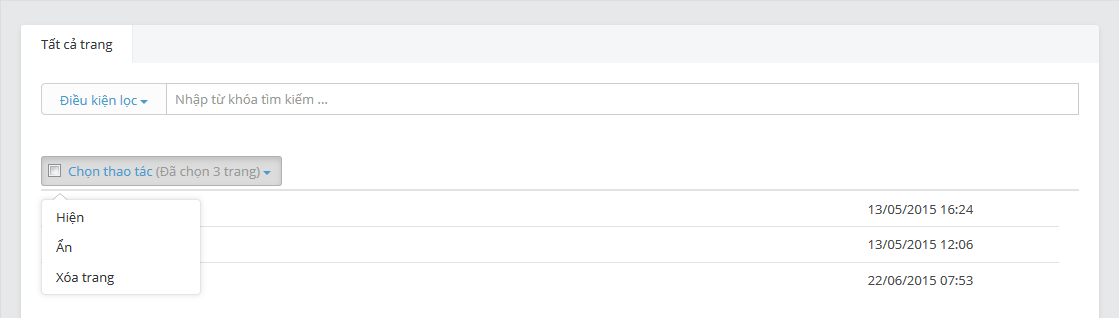 Tất cả trang
Điều kiện lọc Nhập từ khóa tìm kiếm ...
Chọn thao tác (Đã chọn 3 trang)
13/05/2015 16:24
Hiện
13/05/2015 12:06
Ẩn
Xóa trang
22/06/2015 07:53